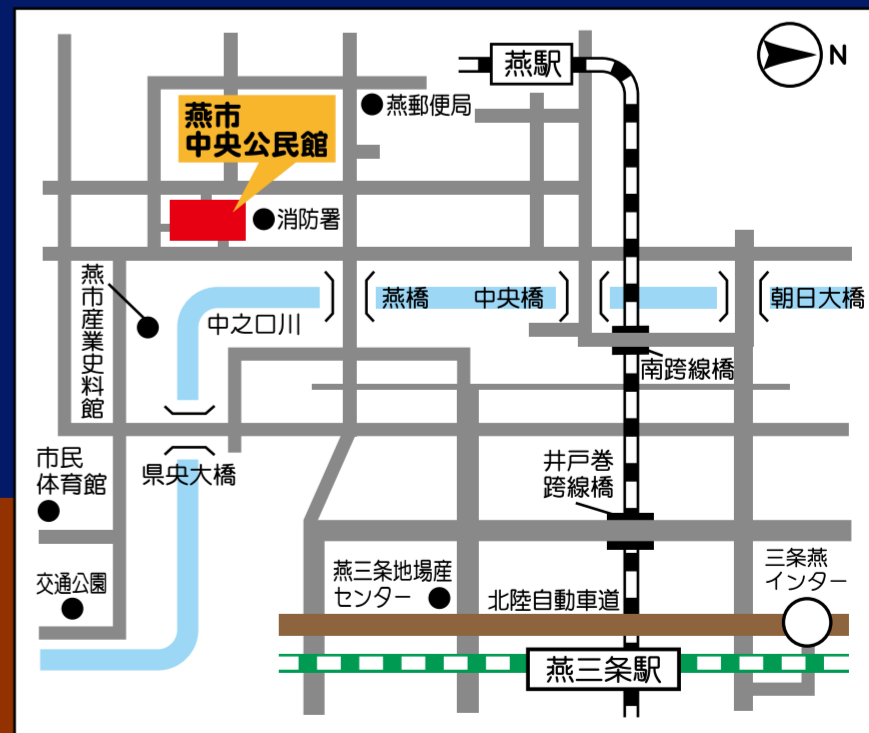 燕駅
N
燕郵便局
燕市
中央公民館
消防署
燕市産業史料館
中之口川
燕橋
中央橋
朝日大橋
南跨線橋
市民
体育館
県央大橋
井戸巻
跨線橋
交通公園
燕三条地場産
センター
北陸自動車道
三条燕
インター
燕三条駅